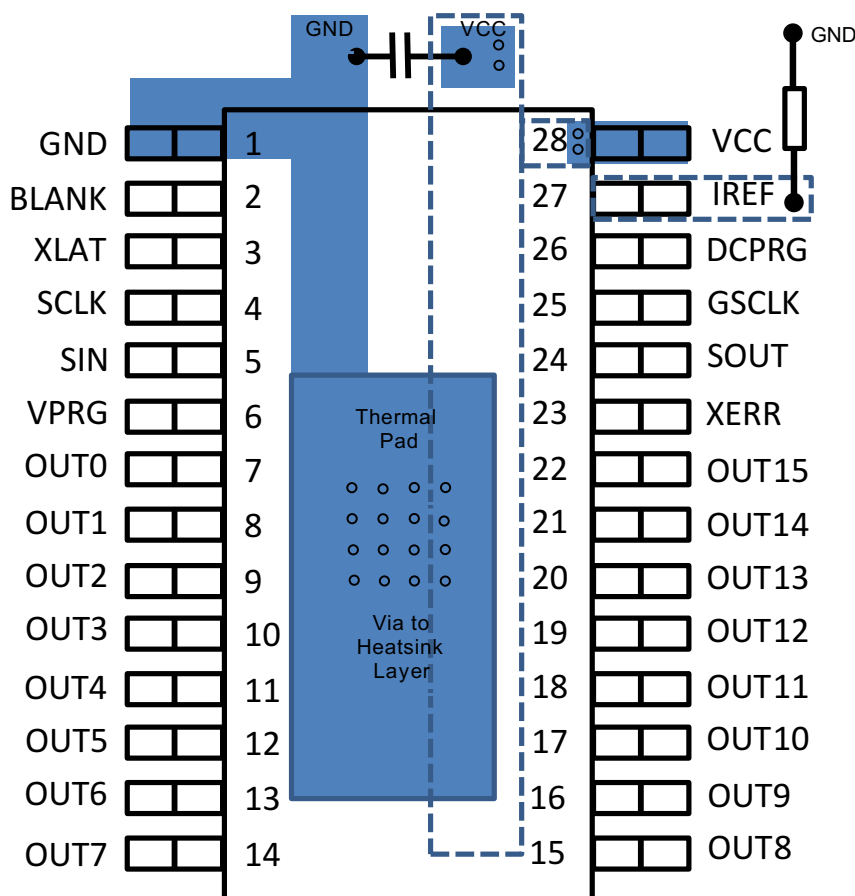 GND
VCC
GND
GND 1
28 VCC
BLANK 2
27 IREF
XLAT 3
26 DCPRG
SCLK 4
25 GSCLK
SIN 5
24 SOUT
VPRG 6
23 XERR
Thermal
Pad
OUT0 7
22 OUT15
OUT1 8
21 OUT14
OUT2 9
20 OUT13
Via to
Heatsink
Layer
OUT3 10
19 OUT12
OUT4 11
18 OUT11
OUT5 12
17 OUT10
OUT6 13
16 OUT9
OUT7 14
15 OUT8